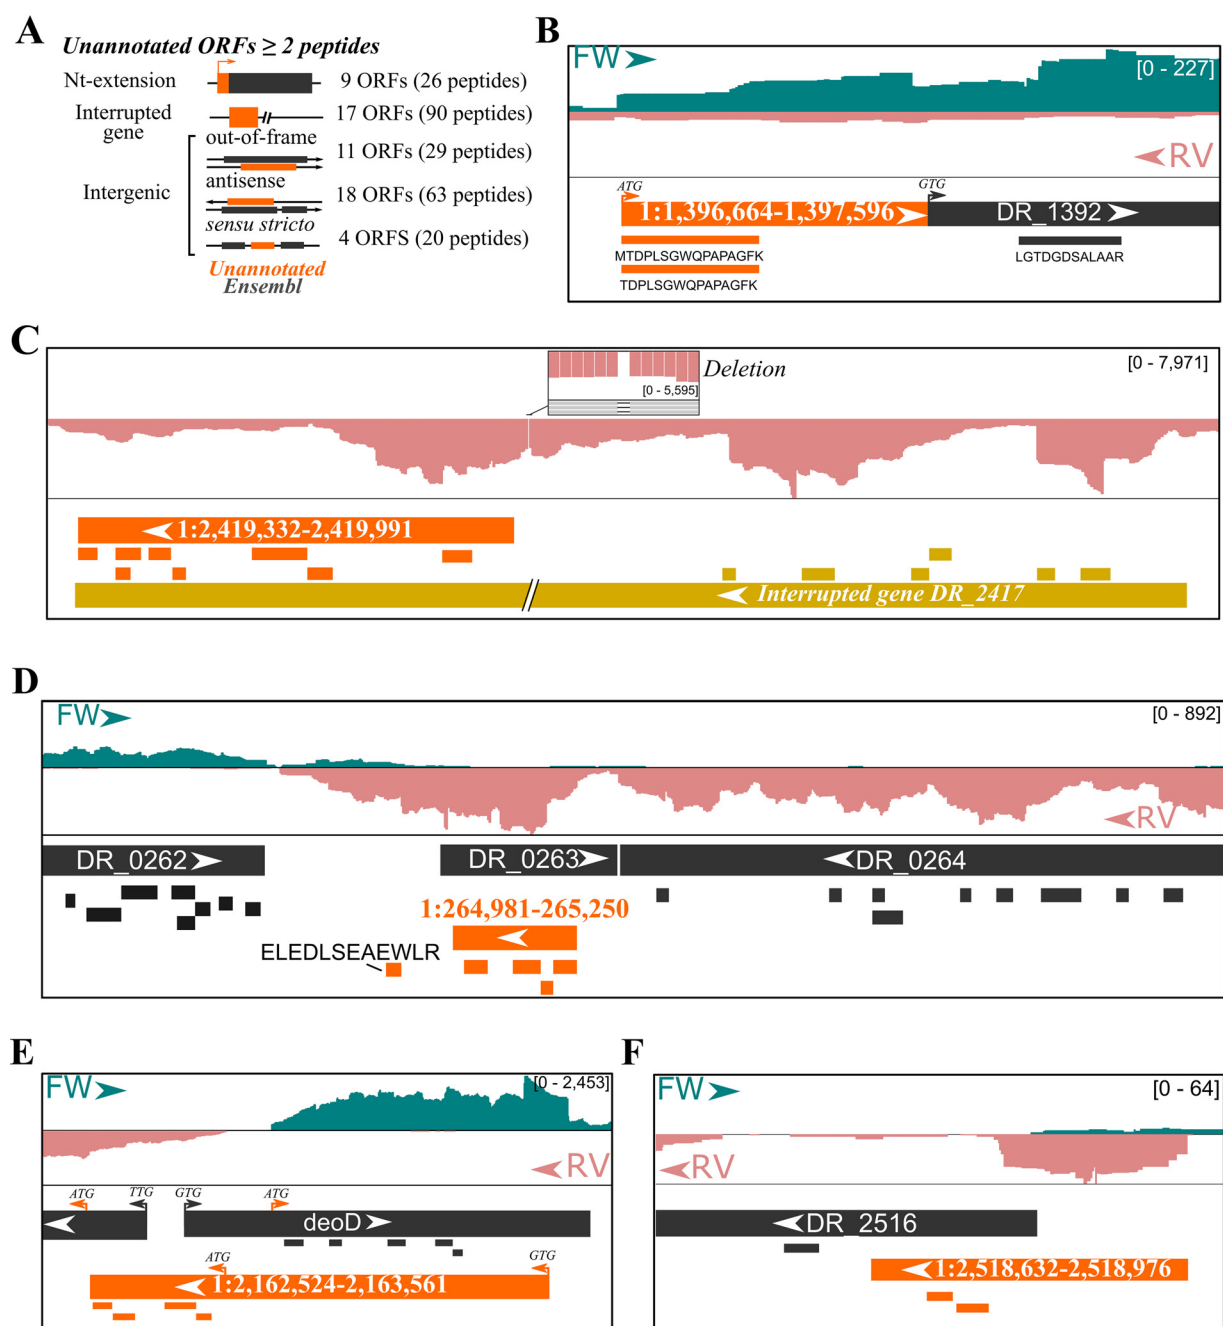 A
Unannotated ORFs ≥ 2 peptides
Nt-extension
9 ORFs (26 peptides)
Interrupted
gene
17 ORFs (90 peptides)
out-of-frame
11 ORFs (29 peptides)
Intergenic
antisense
18 ORFs (63 peptides)
sensu stricto
4 ORFS (20 peptides)
Unannotated
Ensembl
B
FW
[0 - 227]
RV
ATG
GTG
1:1,396,664-1,397,596
DR_1392
MTDPLSGWQPAPAGFK
LGTDGDSALAAR
TDPLSGWQPAPAGFK
C
[0 - 7,971]
Deletion
[0 - 5,595]
1:2,419,332-2,419,991
Interrupted gene DR_2417
D
FW
[0 - 892]
RV
DR_0262
DR_0263
DR_0264
1:264,981-265,250
ELEDLSEAEWLR
E
FW
[0 - 2,453]
RV
ATG
TTG
GTG
ATG
deoD
ATG
GTG
1:2,162,524-2,163,561
F
FW
[0 - 64]
RV
DR_2516
1:2,518,632-2,518,976